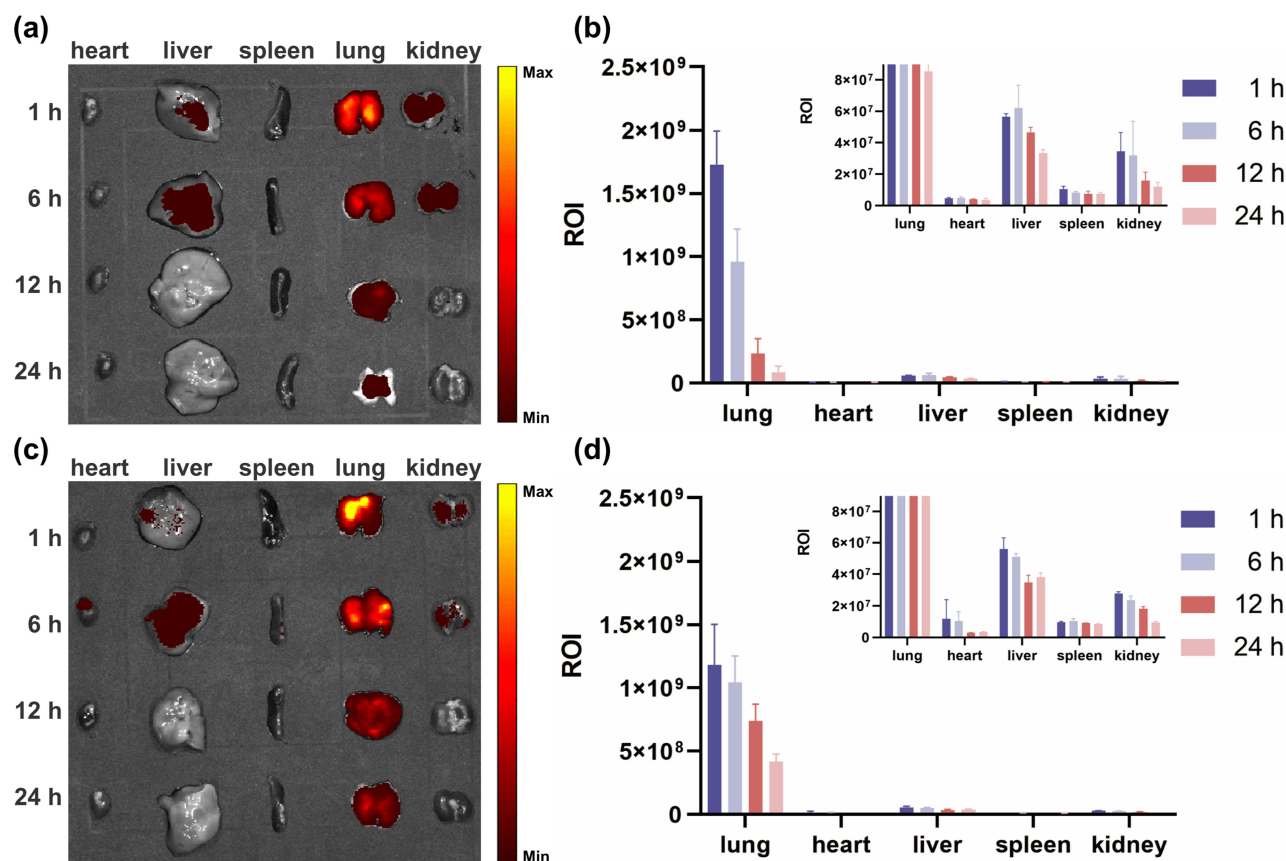 (a)
heart liver spleen lung kidney
1 h
6 h
12 h
24 h
Max
Min
(b)
ROI
2.5×10⁹
2×10⁹
1.5×10⁹
1×10⁹
5×10⁸
0
lung heart liver spleen kidney
ROI
8×10⁷
6×10⁷
4×10⁷
2×10⁷
0
lung heart liver spleen kidney
1 h
6 h
12 h
24 h
(c)
heart liver spleen lung kidney
1 h
6 h
12 h
24 h
Max
Min
(d)
ROI
2.5×10⁹
2×10⁹
1.5×10⁹
1×10⁹
5×10⁸
0
lung heart liver spleen kidney
ROI
8×10⁷
6×10⁷
4×10⁷
2×10⁷
0
lung heart liver spleen kidney
1 h
6 h
12 h
24 h